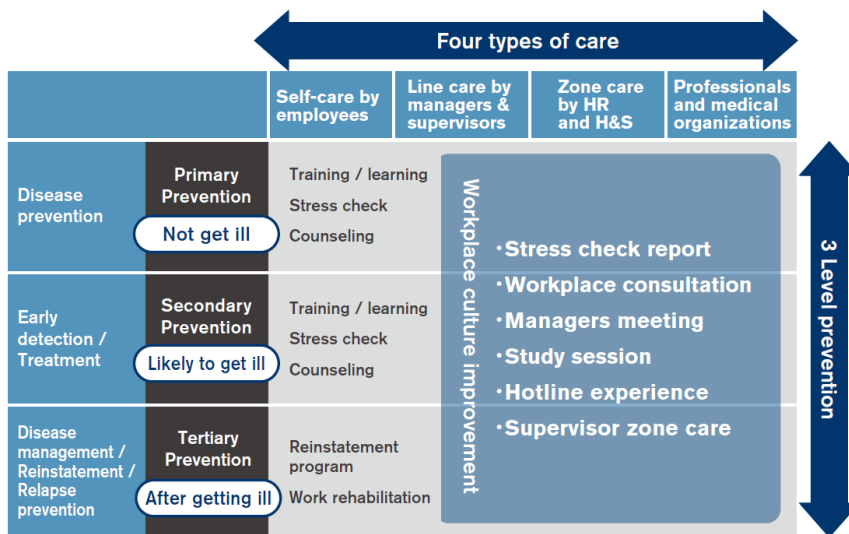 Four types of care
Self-care by
employees
Line care by
managers &
supervisors
Zone care
by HR
and H&S
Professionals
and medical
organizations
Disease
prevention
Primary
Prevention
Not get ill
Training / learning
Stress check
Counseling
Early
detection /
Treatment
Secondary
Prevention
Likely to get ill
Training / learning
Stress check
Counseling
Disease
management /
Reinstatement /
Relapse
prevention
Tertiary
Prevention
After getting ill
Reinstatement
program
Work rehabilitation
Workplace culture improvement
・Stress check report
・Workplace consultation
・Managers meeting
・Study session
・Hotline experience
・Supervisor zone care
3 Level prevention